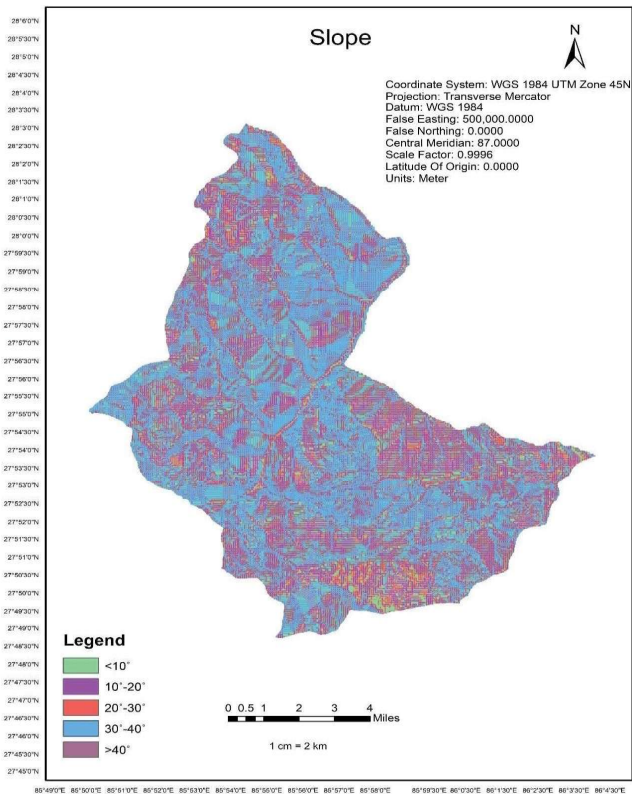 Slope
N
Coordinate System: WGS 1984 UTM Zone 45N
Projection: Transverse Mercator
Datum: WGS 1984
False Easting: 500,000.0000
False Northing: 0.0000
Central Meridian: 87.0000
Scale Factor: 0.9996
Latitude Of Origin: 0.0000
Units: Meter
28°6'0"N
28°5'30"N
28°5'0"N
28°4'30"N
28°4'0"N
28°3'30"N
28°3'0"N
28°2'30"N
28°2'0"N
28°1'30"N
28°1'0"N
28°0'30"N
28°0'0"N
27°59'30"N
27°59'0"N
27°58'30"N
27°58'0"N
27°57'30"N
27°57'0"N
27°56'30"N
27°56'0"N
27°55'30"N
27°55'0"N
27°54'30"N
27°54'0"N
27°53'30"N
27°53'0"N
27°52'30"N
27°52'0"N
27°51'30"N
27°51'0"N
27°50'30"N
27°50'0"N
27°49'30"N
27°49'0"N
27°48'30"N
27°48'0"N
27°47'30"N
27°47'0"N
27°46'30"N
27°46'0"N
27°45'30"N
27°45'0"N
Legend
<10°
10°-20°
20°-30°
30°-40°
>40°
0 0.5 1 2 3 4
Miles
1 cm = 2 km
85°49'0"E 85°50'0"E 85°51'0"E 85°52'0"E 85°53'0"E 85°54'0"E 85°55'0"E 85°56'0"E 85°57'0"E 85°58'0"E 85°59'30"E 86°0'30"E 86°1'30"E 86°2'30"E 86°3'30"E 86°4'30"E